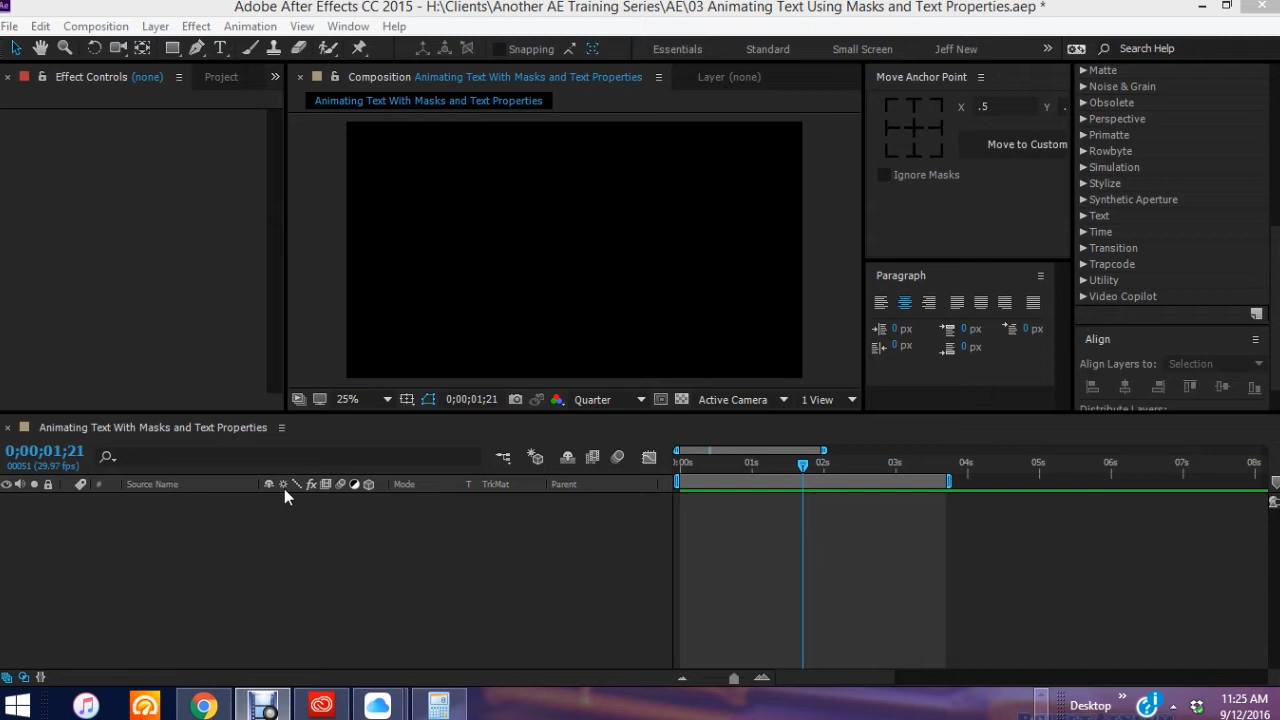 Adobe After Effects CC 2015 - H:\Clients\Another AE Training Series\AE\03 Animating Text Using Masks and Text Properties.aep *
File Edit Composition Layer Effect Animation View Window Help
Snapping Essentials Standard Small Screen Jeff New Search Help
Effect Controls (none) Project Composition Animating Text With Masks and Text Properties Layer (none) Move Anchor Point
Animating Text With Masks and Text Properties
X .5 Y .
Move to Custom
Ignore Masks
Matte
Noise & Grain
Obsolete
Perspective
Primatte
Rowbyte
Simulation
Stylize
Synthetic Aperture
Text
Time
Transition
Trapcode
Utility
Video Copilot
Paragraph
0 px 0 px 0 px
0 px 0 px
Align
Align Layers to: Selection
25% 0;00;01;21 Quarter Active Camera 1 View
Animating Text With Masks and Text Properties
0;00;01;21
00051 (29.97 fps)
:00s 01s 02s 03s 04s 05s 06s 07s 08s
# Source Name Mode T TrkMat Parent
Desktop
11:25 AM
9/12/2016